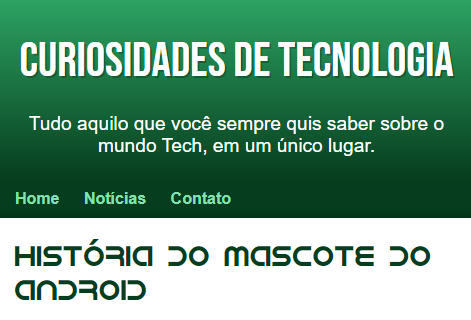 CURIOSIDADES DE TECNOLOGIA
Tudo aquilo que você sempre quis saber sobre o
mundo Tech, em um único lugar.
Home Notícias Contato
HISTÓRIA DO MASCOTE DO
ANDROID